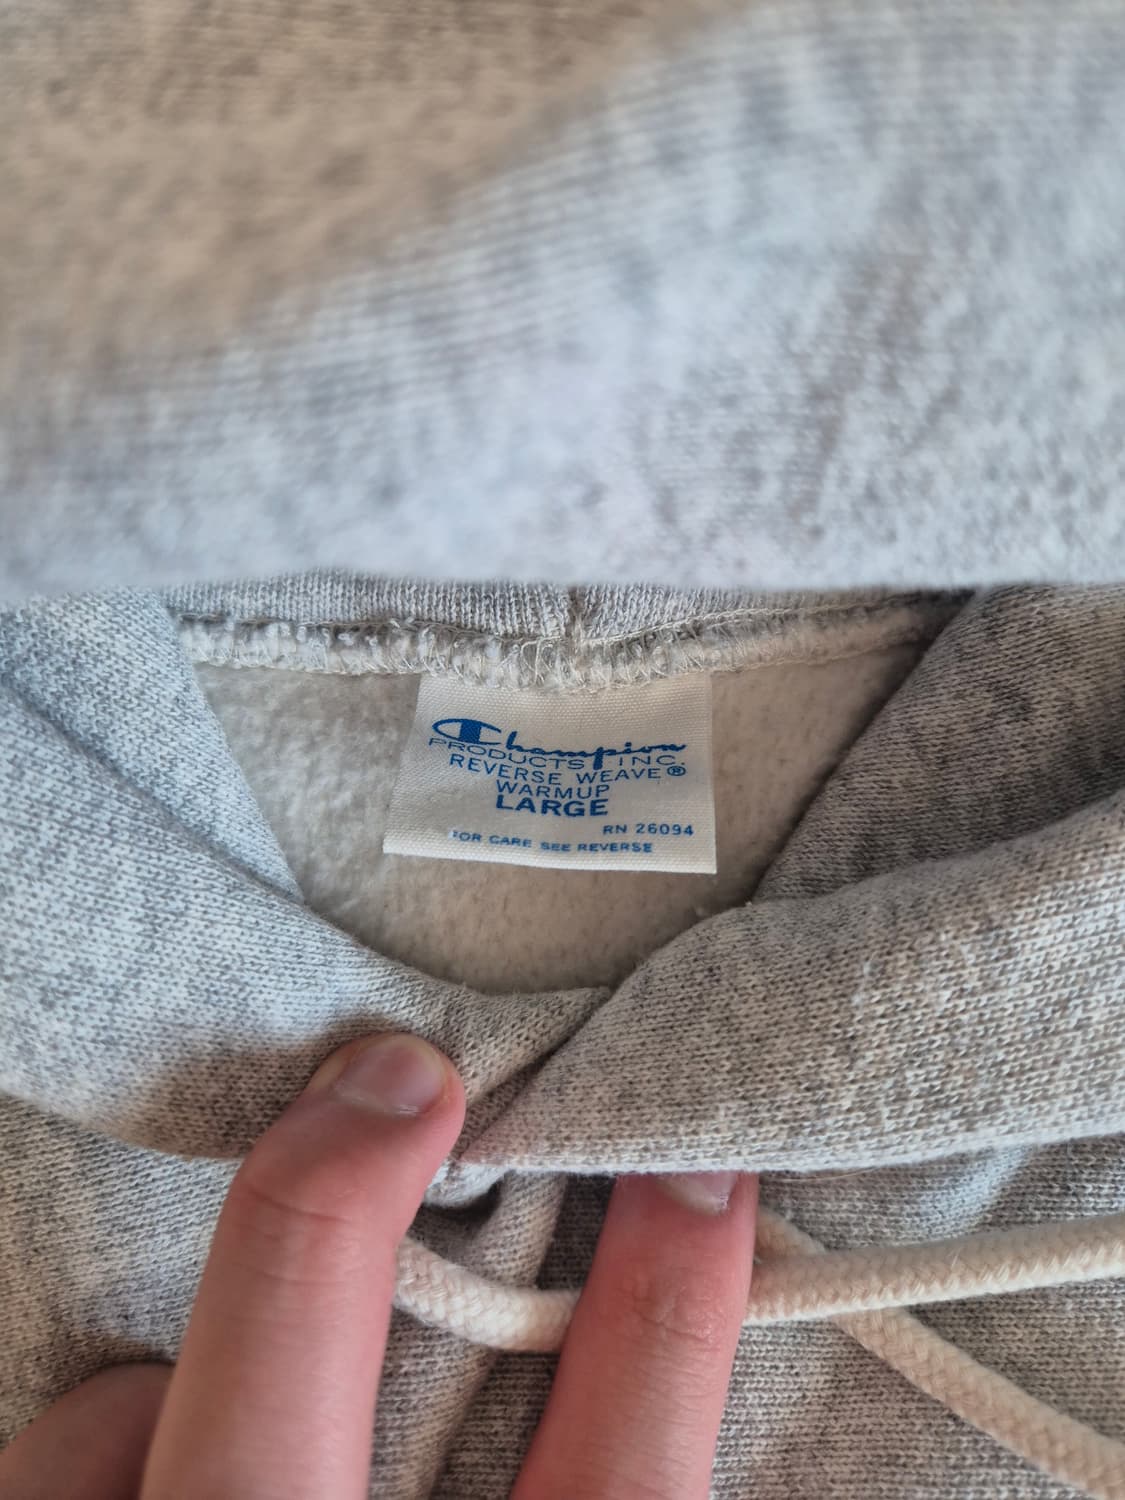 Champion
PRODUCTS INC.
REVERSE WEAVE®
WARMUP
LARGE
RN 26094
FOR CARE SEE REVERSE